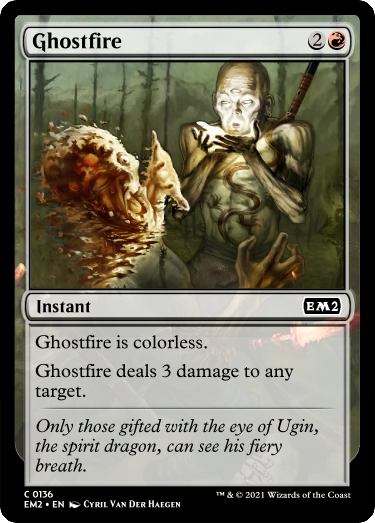 Ghostfire 2
Instant EM2
Ghostfire is colorless.
Ghostfire deals 3 damage to any
target.
Only those gifted with the eye of Ugin,
the spirit dragon, can see his fiery
breath.
C 0136
EM2 • EN Cyril Van Der Haegen ™ & © 2021 Wizards of the Coast